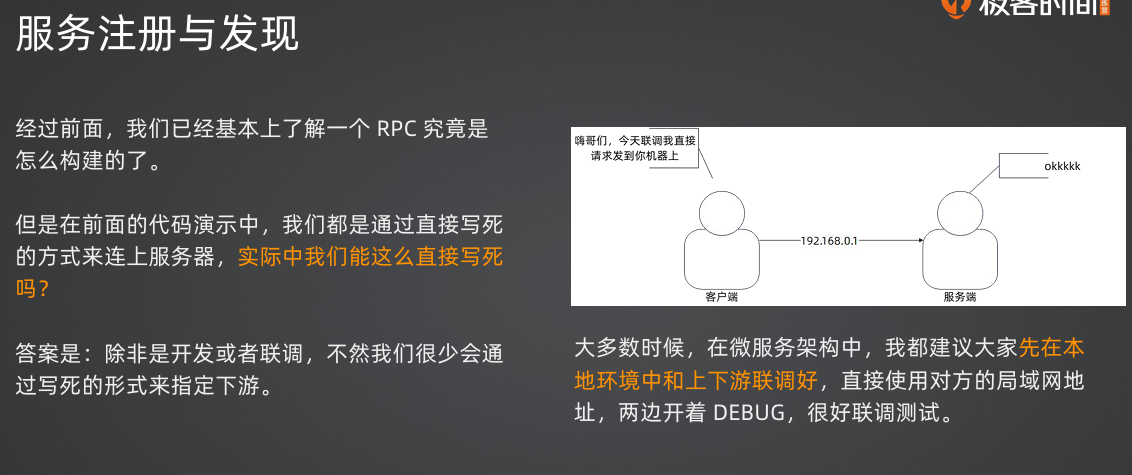 服务注册与发现
极客时间
经过前面，我们已经基本上了解一个 RPC 究竟是
怎么构建的了。
但是在前面的代码演示中，我们都是通过直接写死
的方式来连上服务器，实际中我们能这么直接写死
吗？
答案是：除非是开发或者联调，不然我们很少会通
过写死的形式来指定下游。
嗨哥们，今天联调我直接
请求发到你机器上
okkkkk
192.168.0.1
客户端
服务端
大多数时候，在微服务架构中，我都建议大家先在本
地环境中和上下游联调好，直接使用对方的局域网地
址，两边开着 DEBUG，很好联调测试。